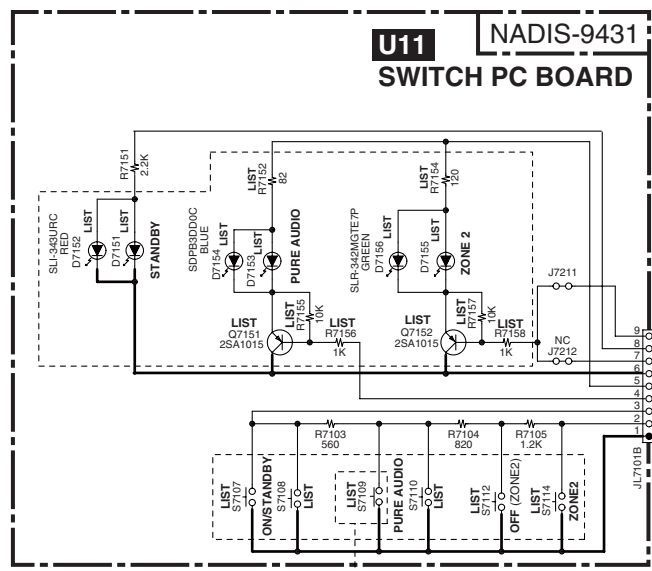 NADIS-9431
U11
SWITCH PC BOARD
R7151
2.2K
LIST
R7152
82
LIST
R7154
120
SLI-343URC
RED
D7152
LIST
D7151
LIST
STANDBY
SDPB3DD0C
BLUE
D7154
LIST
D7153
LIST
PURE AUDIO
SLR-342MGTE7P
GREEN
D7156
LIST
D7155
LIST
ZONE 2
LIST
R7155
10K
LIST
R7157
10K
LIST
Q7151
2SA1015
LIST
R7156
1K
LIST
Q7152
2SA1015
LIST
R7158
1K
J7211
NC
J7212
9
8
7
6
5
4
3
2
1
JL7101B
R7103
560
R7104
820
R7105
1.2K
LIST
S7107
ON/STANDBY
S7108
LIST
LIST
S7109
PURE AUDIO
S7110
LIST
LIST
S7112
OFF (ZONE2)
LIST
S7114
ZONE2